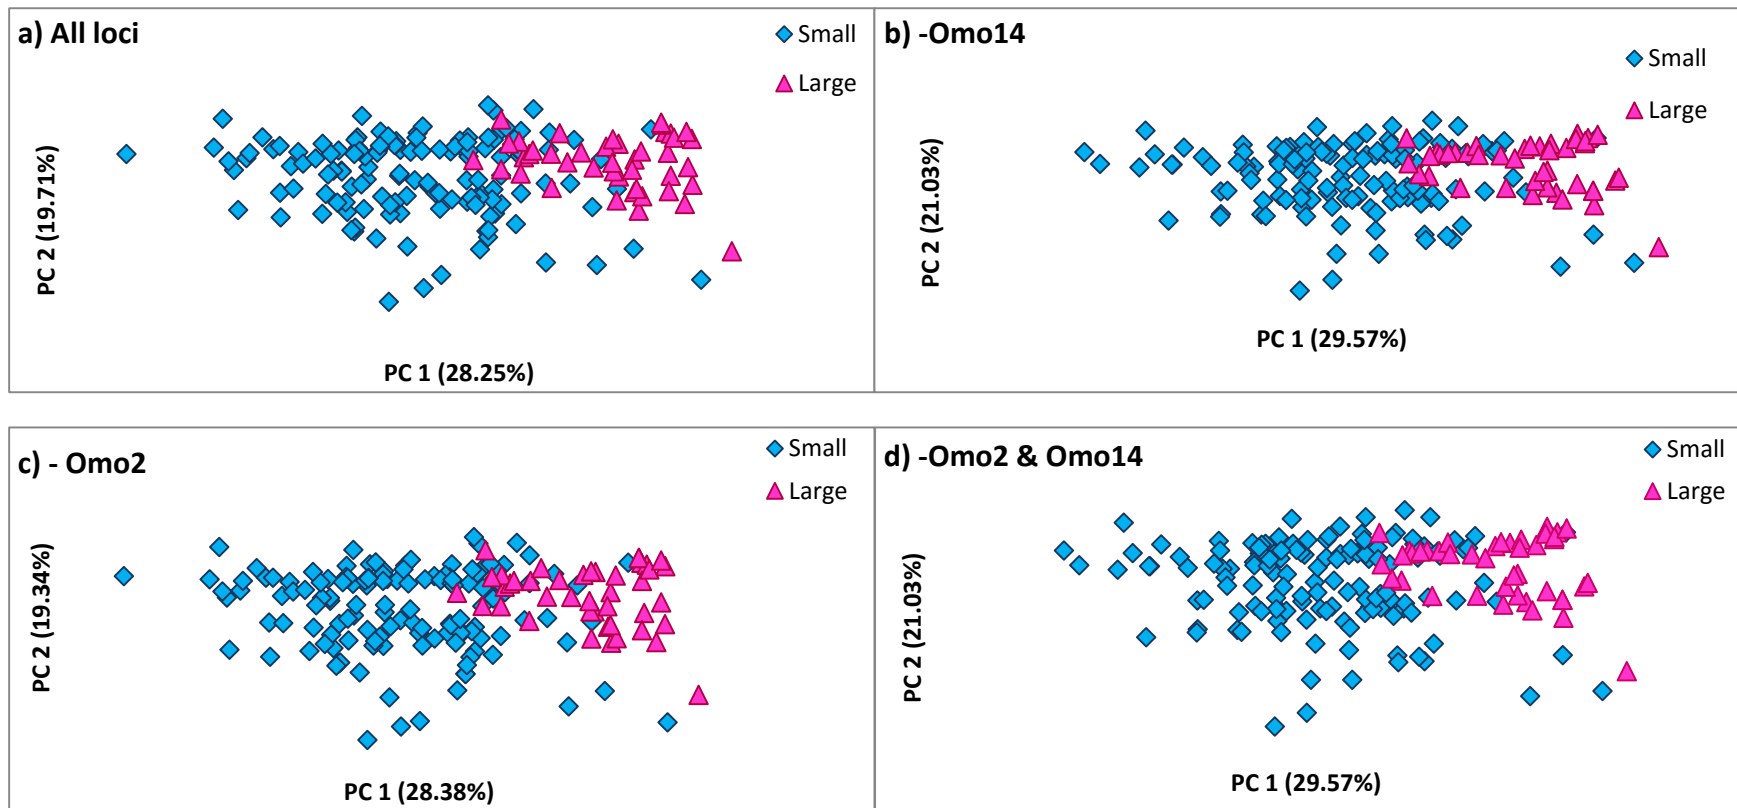 a) All loci
Small
Large
PC 2 (19.71%)
PC 1 (28.25%)
b) -Omo14
Small
Large
PC 2 (21.03%)
PC 1 (29.57%)
c) - Omo2
Small
Large
PC 2 (19.34%)
PC 1 (28.38%)
d) -Omo2 & Omo14
Small
Large
PC 2 (21.03%)
PC 1 (29.57%)